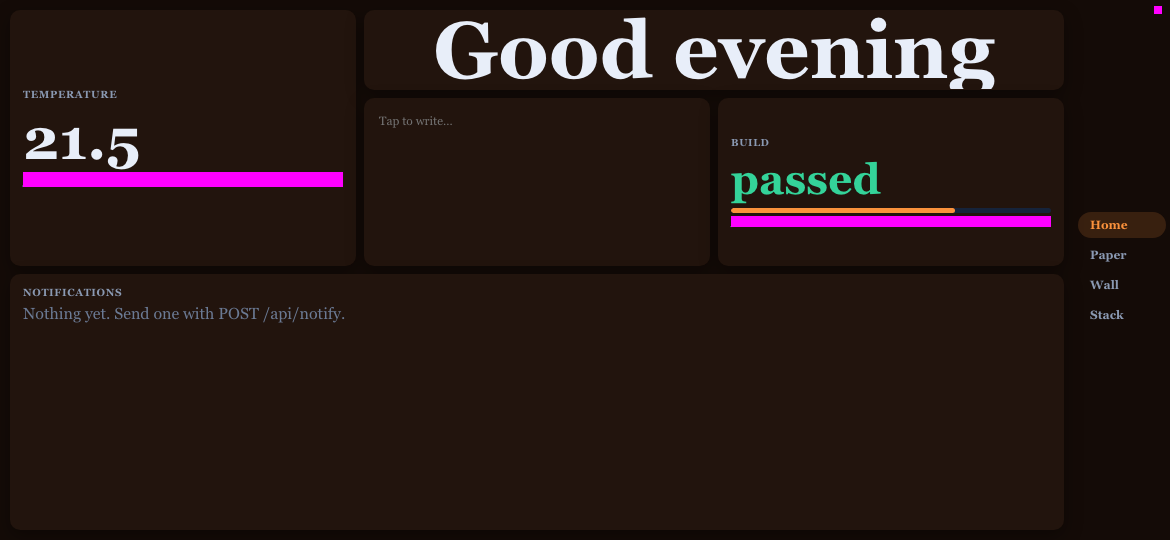 Good evening
TEMPERATURE
21.5
Tap to write...
BUILD
passed
NOTIFICATIONS
Nothing yet. Send one with POST /api/notify.
Home
Paper
Wall
Stack